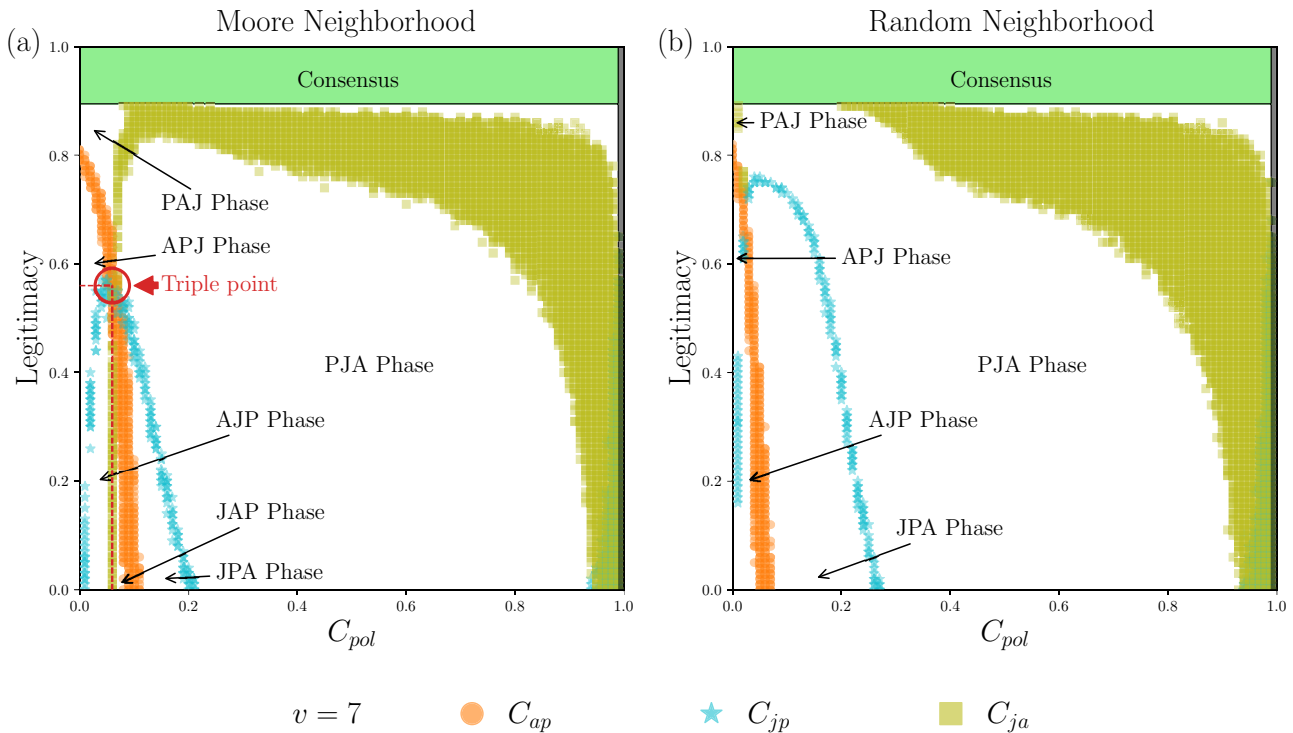 Moore Neighborhood
(a)
1.0
0.8
0.6
0.4
0.2
0.0
Legitimacy
Consensus
PAJ Phase
APJ Phase
Triple point
PJA Phase
AJP Phase
JAP Phase
JPA Phase
0.0 0.2 0.4 0.6 0.8 1.0
C_pol
Random Neighborhood
(b)
1.0
0.8
0.6
0.4
0.2
0.0
Legitimacy
Consensus
PAJ Phase
APJ Phase
PJA Phase
AJP Phase
JPA Phase
0.0 0.2 0.4 0.6 0.8 1.0
C_pol
v = 7 C_ap C_jp C_ja